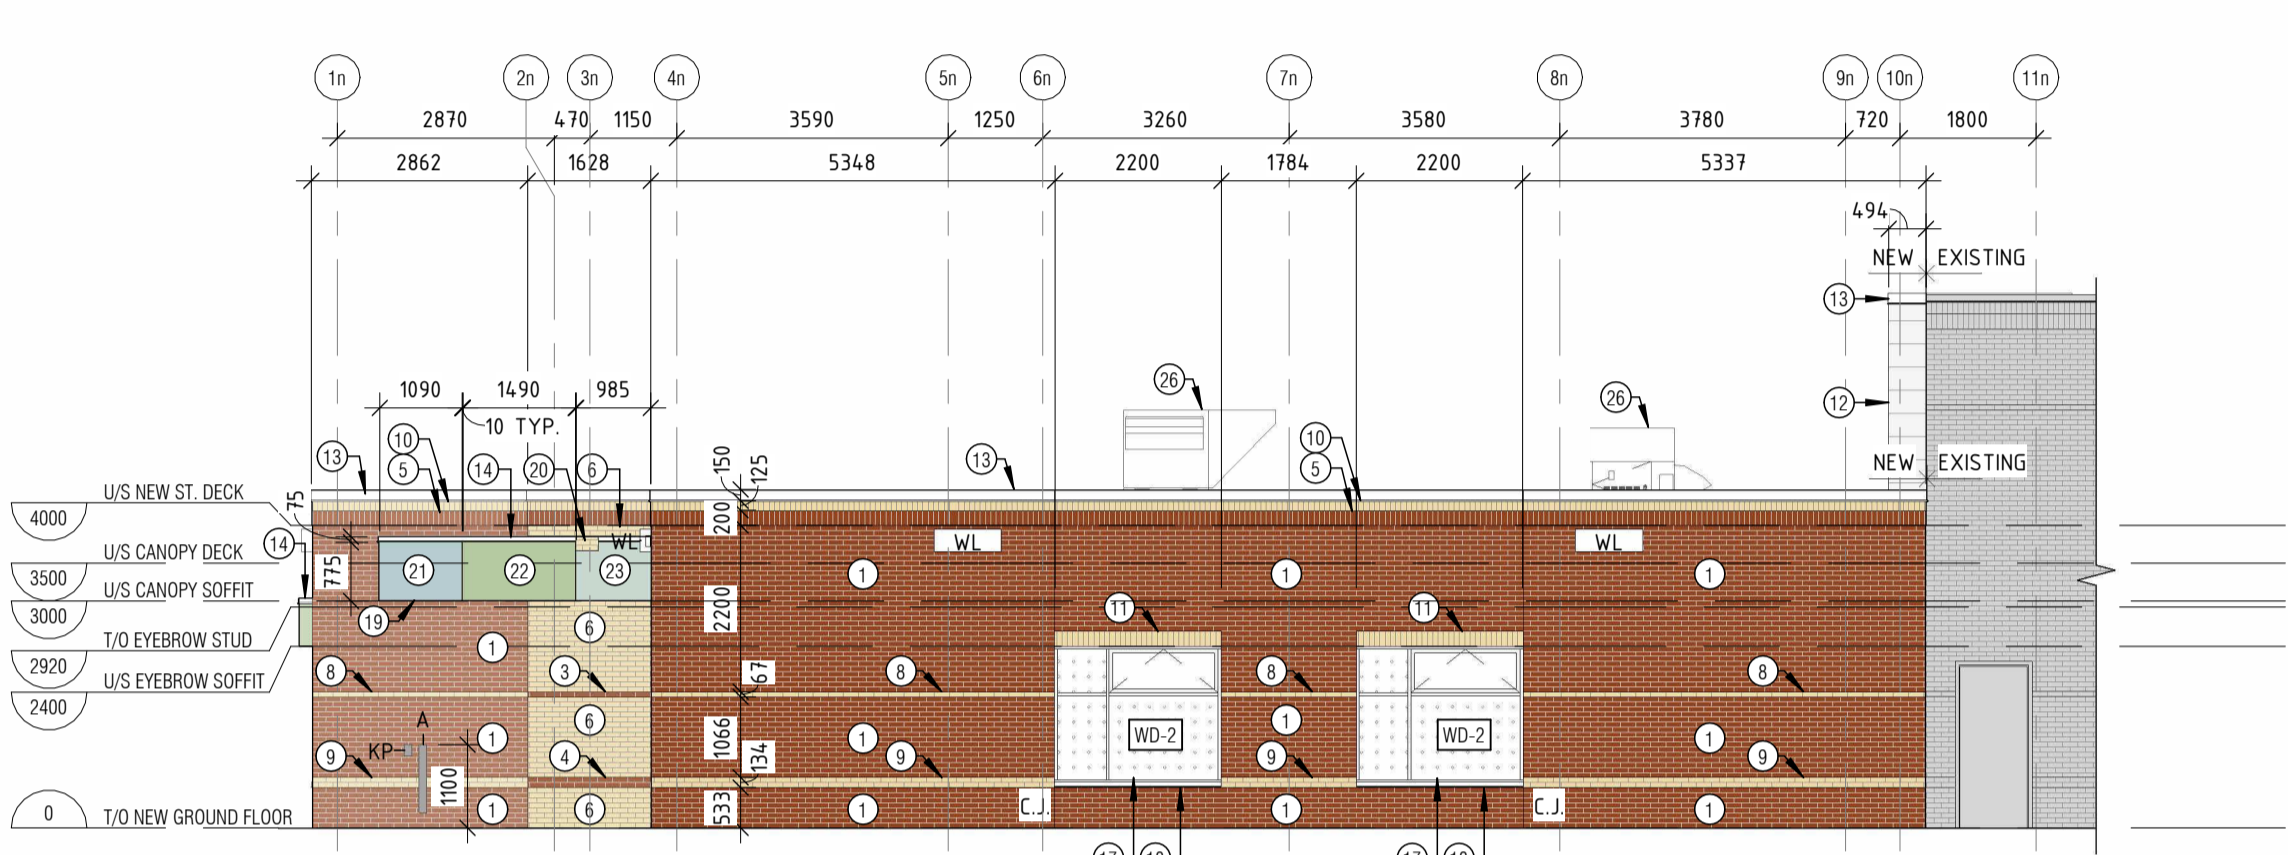 1n 2n 3n 4n 5n 6n 7n 8n 9n 10n 11n
2870 470 1150 3590 1250 3260 3580 3780 720 1800
2862 1628 5348 2200 1784 2200 5337
494
NEW EXISTING
13
12
26
26
1090 1490 985
10 TYP.
13 10 5 14 20 6
150 125
13
10
5
NEW EXISTING
U/S NEW ST. DECK
4000
75
200
14
WL
WL
WL
U/S CANOPY DECK
3500
775
21 22 23
1 1 1
U/S CANOPY SOFFIT
3000
19
6
2200
11
11
T/O EYEBROW STUD
2920
1
U/S EYEBROW SOFFIT
2400
8 3
67
8 8 8
A
KP
1 6
1066
1 1 1
WD-2
WD-2
9 4
134
9 9 9
1100
T/O NEW GROUND FLOOR
0
1 6
533
1
C.J.
1
C.J.
1